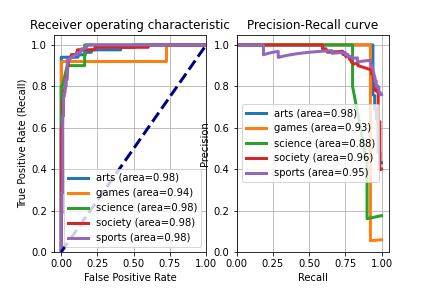 Receiver operating characteristic
1.0
0.8
0.6
0.4
0.2
0.0
True Positive Rate (Recall)
arts (area=0.98)
games (area=0.94)
science (area=0.98)
society (area=0.98)
sports (area=0.98)
0.00 0.25 0.50 0.75 1.00
False Positive Rate
Precision-Recall curve
1.0
0.8
0.6
0.4
0.2
0.0
Precision
arts (area=0.98)
games (area=0.93)
science (area=0.88)
society (area=0.96)
sports (area=0.95)
0.00 0.25 0.50 0.75 1.00
Recall